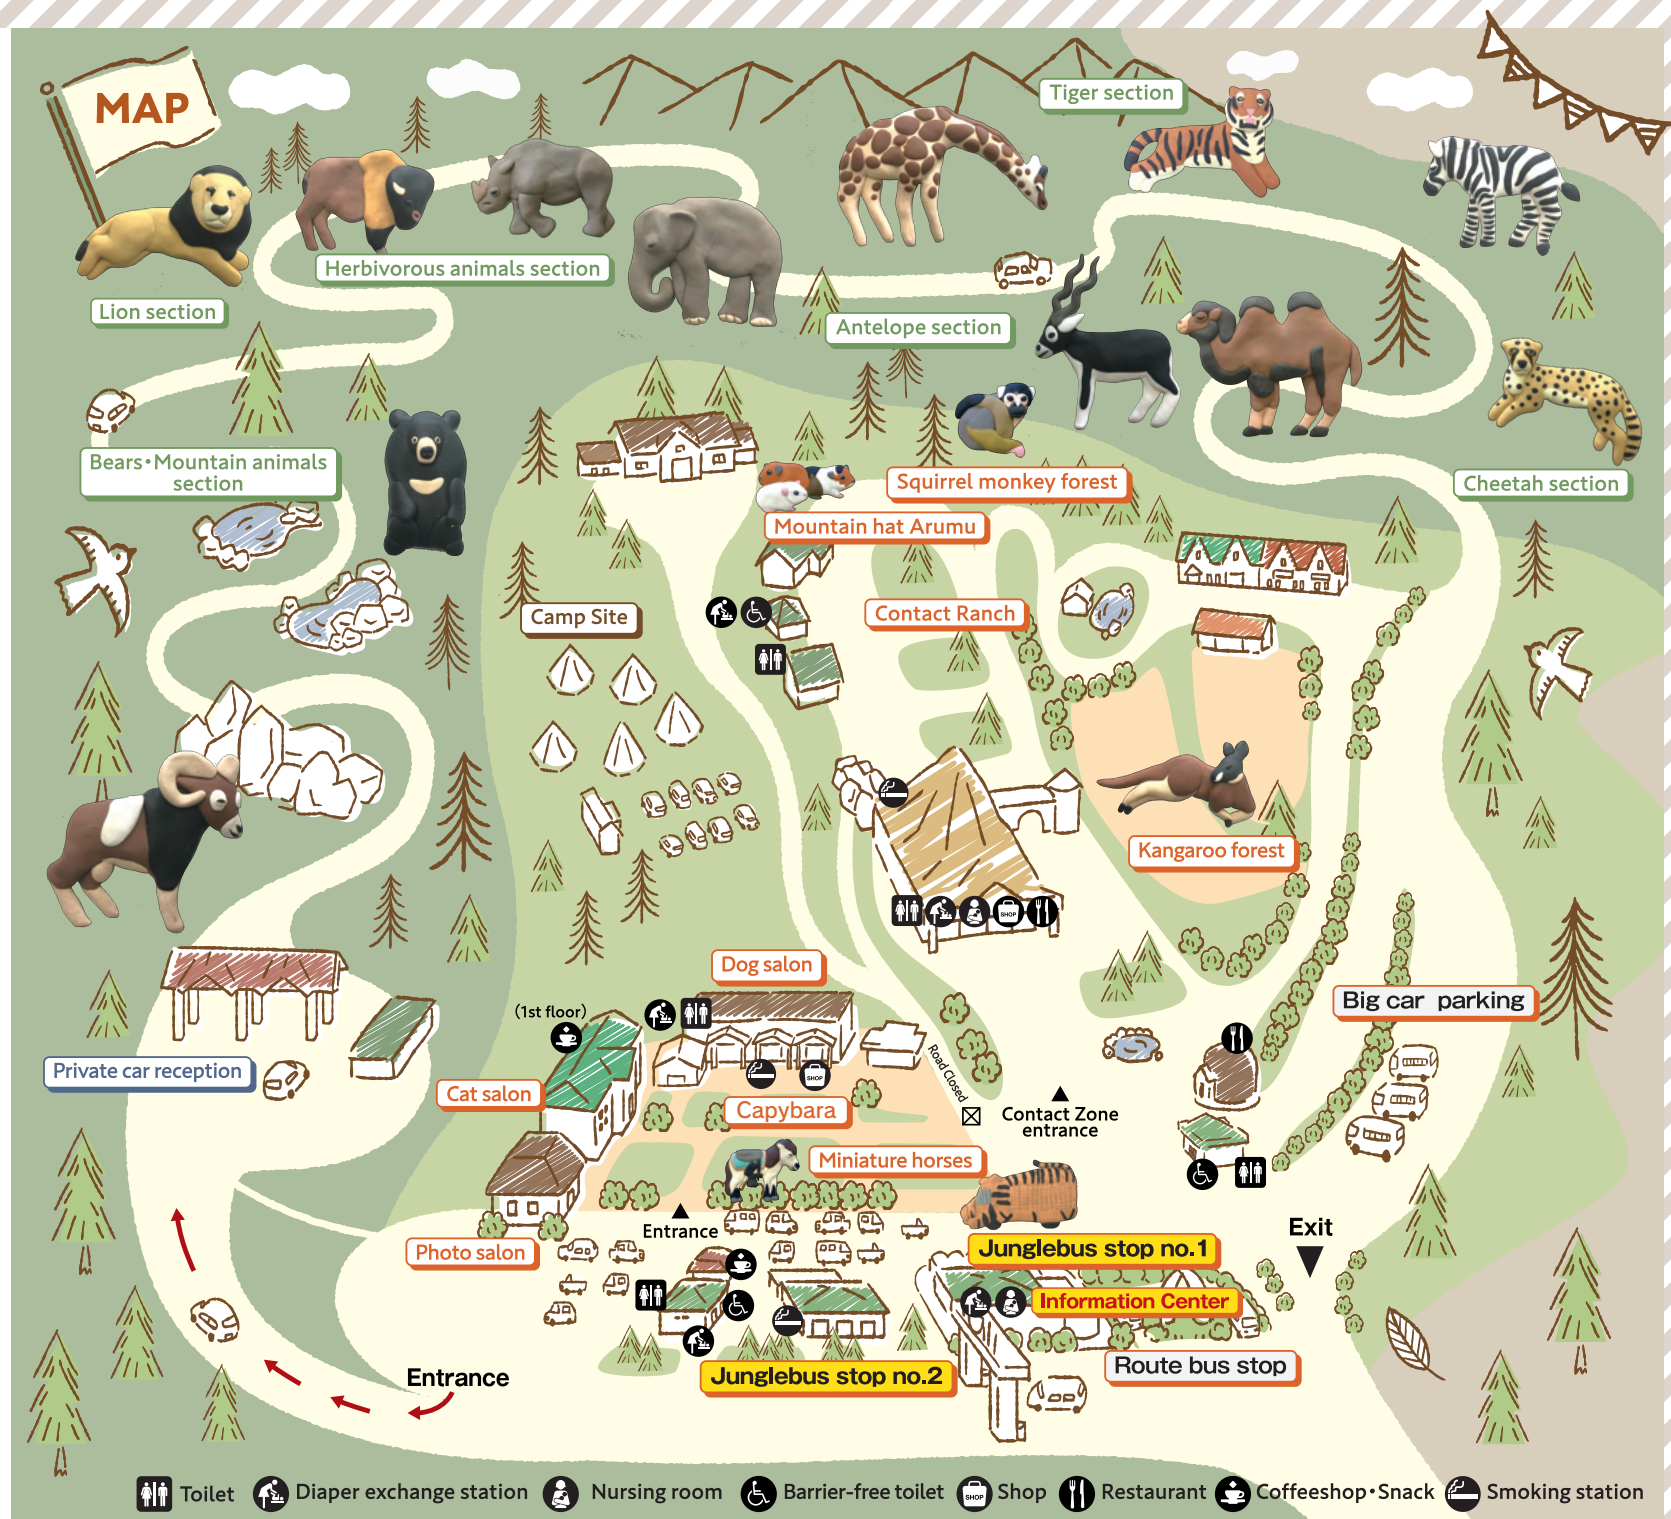 MAP
Tiger section
Herbivorous animals section
Lion section
Antelope section
Bears•Mountain animals
section
Squirrel monkey forest
Cheetah section
Mountain hat Arumu
Camp Site
Contact Ranch
Kangaroo forest
SHOP
Dog salon
Big car parking
(1st floor)
Private car reception
Road Closed
SHOP
Cat salon
Capybara
Contact Zone
entrance
Miniature horses
Entrance
Photo salon
Exit
Junglebus stop no.1
Information Center
Route bus stop
Junglebus stop no.2
Entrance
Toilet
Diaper exchange station
Nursing room
Barrier-free toilet
SHOP
Shop
Restaurant
Coffeeshop•Snack
Smoking station